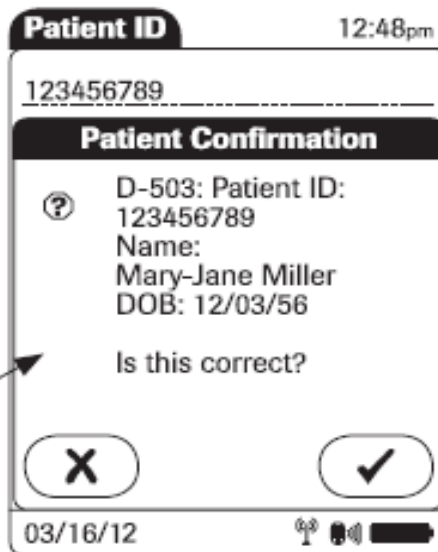 Patient ID 12:48pm
123456789
Patient Confirmation
D-503: Patient ID:
123456789
Name:
Mary-Jane Miller
DOB: 12/03/56
Is this correct?
03/16/12